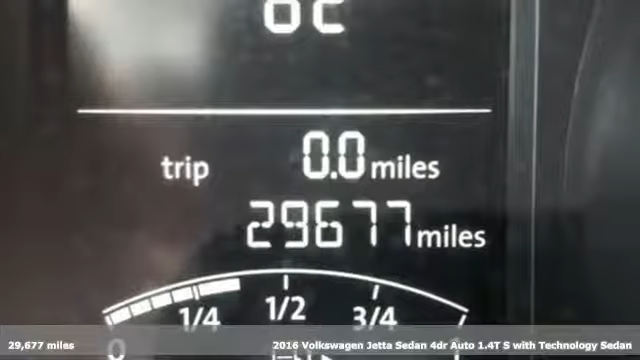 trip 0.0 miles
29677 miles
1/4 1/2 3/4
0
29,677 miles 2016 Volkswagen Jetta Sedan 4dr Auto 1.4T S with Technology Sedan